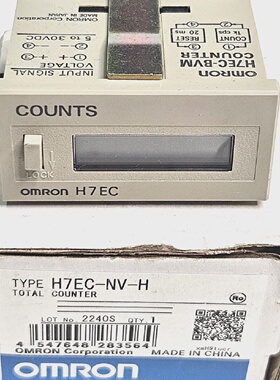 OMRON Corporation
MADE IN JAPAN
INPUT SIGNAL
VOLTAGE
5 to 30VDC
OMRON
H7EC-BVM
COUNTER
COUNT
1k cps
RESET
20 ms
COUNTS
LOCK
OMRON H7EC
TYPE H7EC-NV-H
TOTAL COUNTER
LOT No. 2240S QTY. 1
4 547648 283564
OMRON Corporation MADE IN CHINA
OMRON